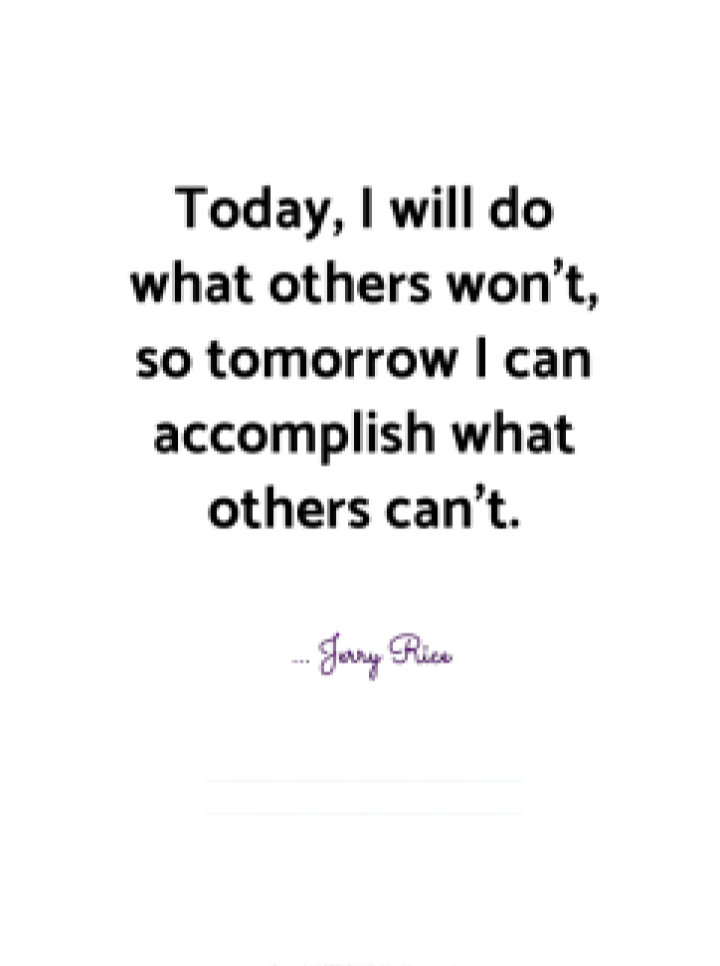 Today, I will do
what others won’t,
so tomorrow I can
accomplish what
others can’t.
... Jerry Rice